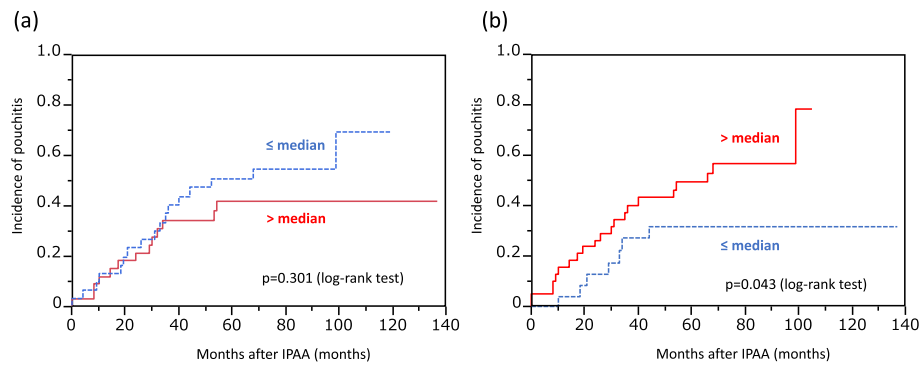 (a)
1.0
0.8
0.6
0.4
0.2
0
Incidence of pouchitis
≤ median
> median
p=0.301 (log-rank test)
0 20 40 60 80 100 120 140
Months after IPAA (months)
(b)
1.0
0.8
0.6
0.4
0.2
0
Incidence of pouchitis
> median
≤ median
p=0.043 (log-rank test)
0 20 40 60 80 100 120 140
Months after IPAA (months)